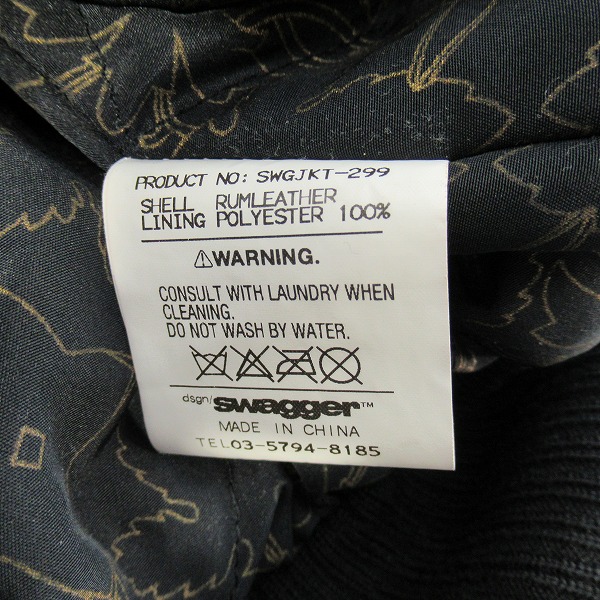 PRODUCT NO: SWGJKT-299
SHELL RUMLEATHER
LINING POLYESTER 100%
⚠WARNING.
CONSULT WITH LAUNDRY WHEN
CLEANING.
DO NOT WASH BY WATER.
dsgn/swagger™
MADE IN CHINA
TEL03-5794-8185